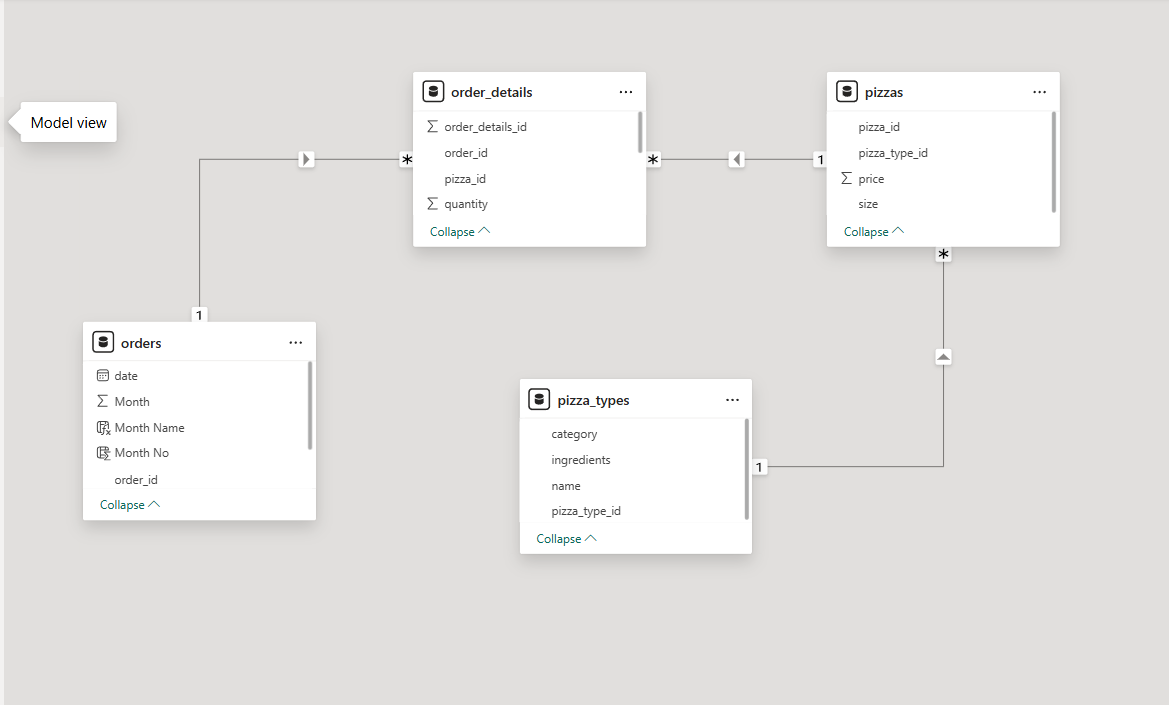 Model view
order_details
Σ order_details_id
order_id
pizza_id
Σ quantity
Collapse
pizzas
pizza_id
pizza_type_id
Σ price
size
Collapse
1
*
*
1
1
*
1
orders
date
Σ Month
Month Name
Month No
order_id
Collapse
pizza_types
category
ingredients
name
pizza_type_id
Collapse